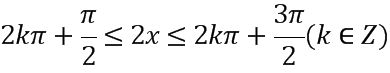 2kπ + π/2 ≤ 2x ≤ 2kπ + 3π/2 (k ∈ Z)